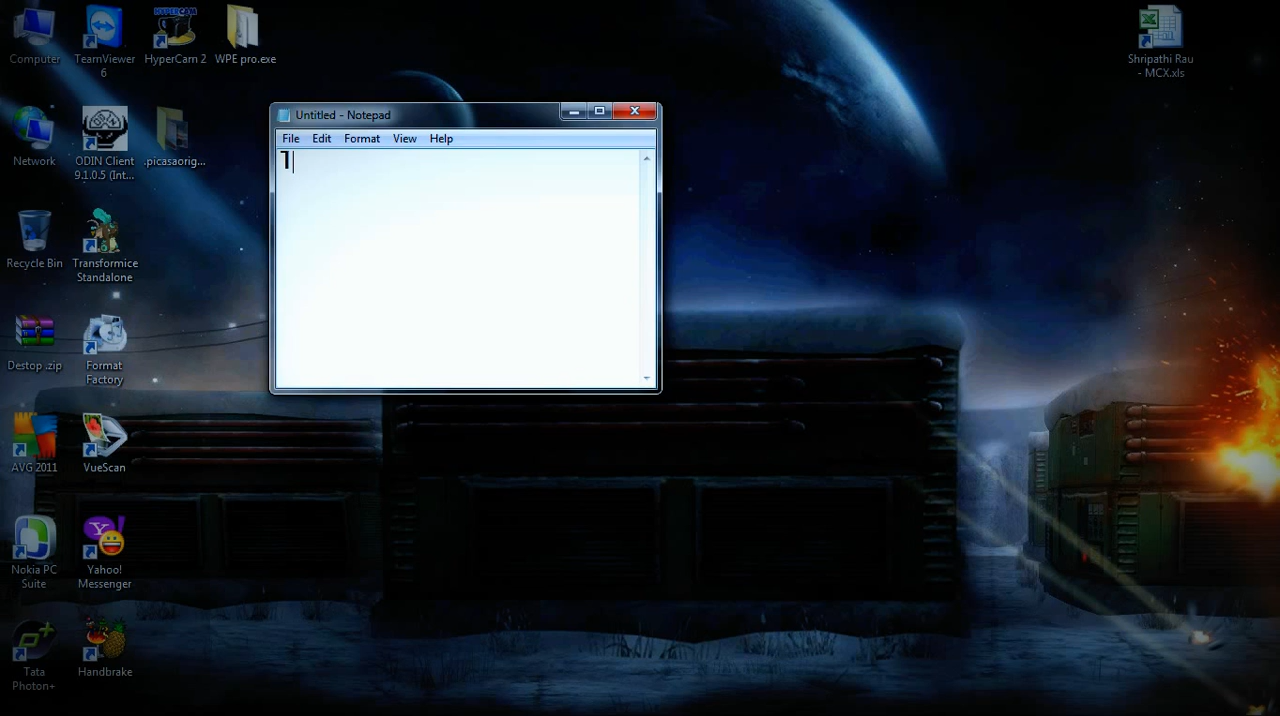 Computer
TeamViewer
6
HyperCam 2
WPE pro.exe
Shripathi Rau
- MCX.xls
Untitled - Notepad
File Edit Format View Help
Network
ODIN Client
9.1.0.5 (Int...
.picasaorig...
Recycle Bin
Transformice
Standalone
Destop .zip
Format
Factory
AVG 2011
VueScan
Nokia PC
Suite
Yahoo!
Messenger
Tata
Photon+
Handbrake